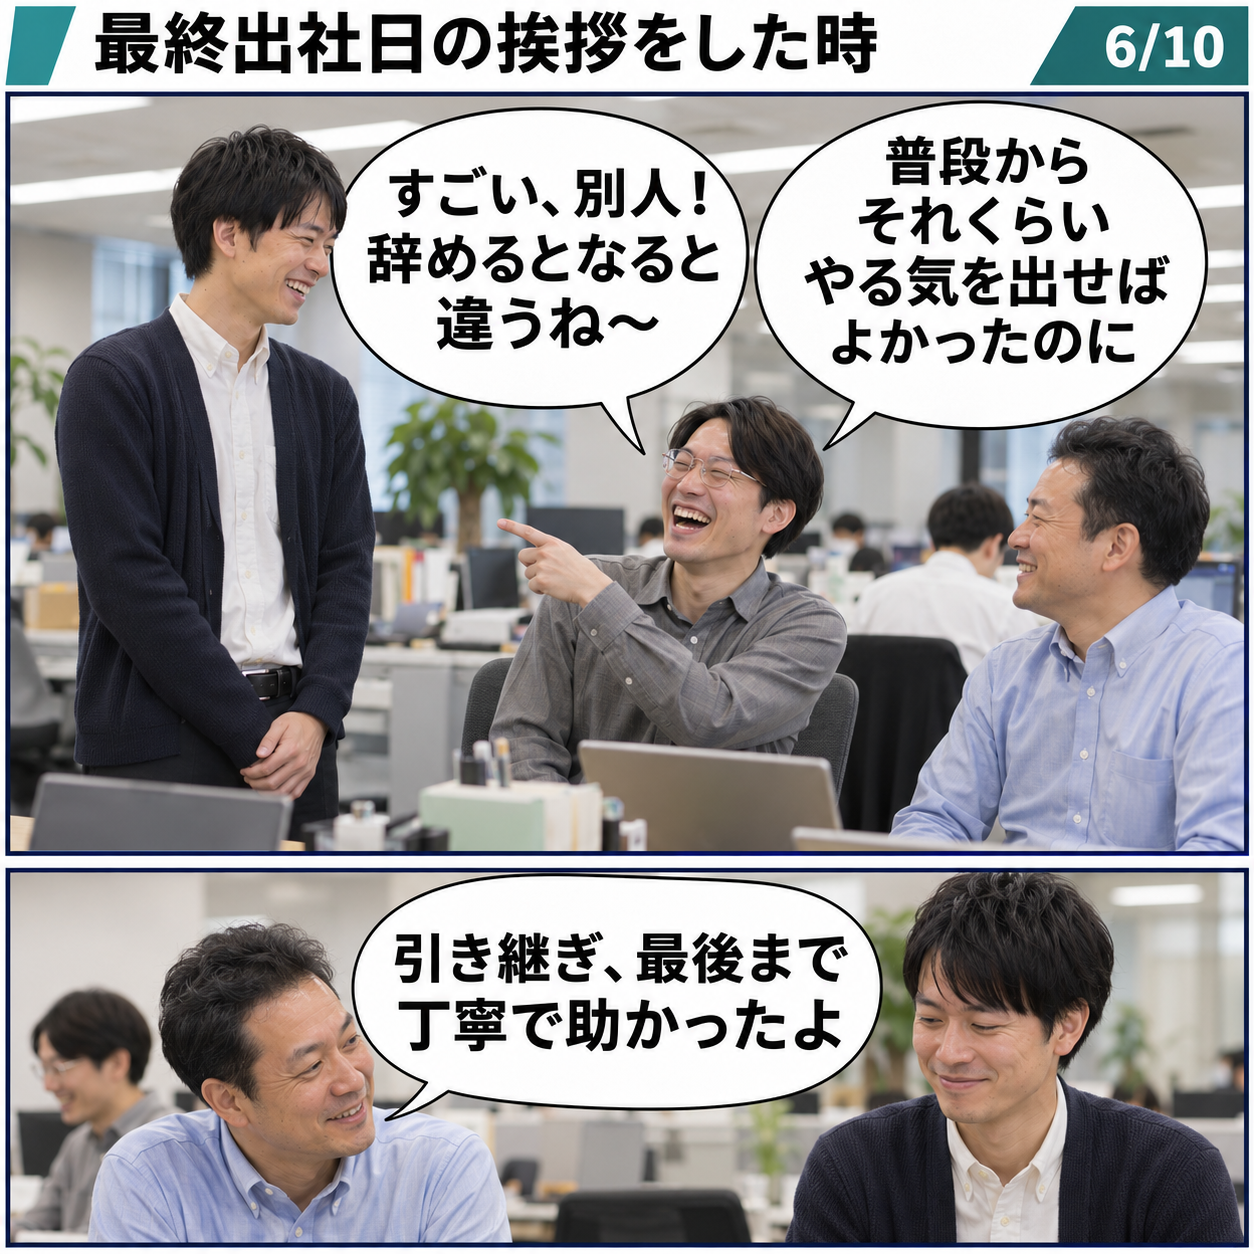 最終出社日の挨拶をした時
6/10
すごい、別人！
辞めるとなると
違うね～
普段から
それくらい
やる気を出せば
よかったのに
引き継ぎ、最後まで
丁寧で助かったよ